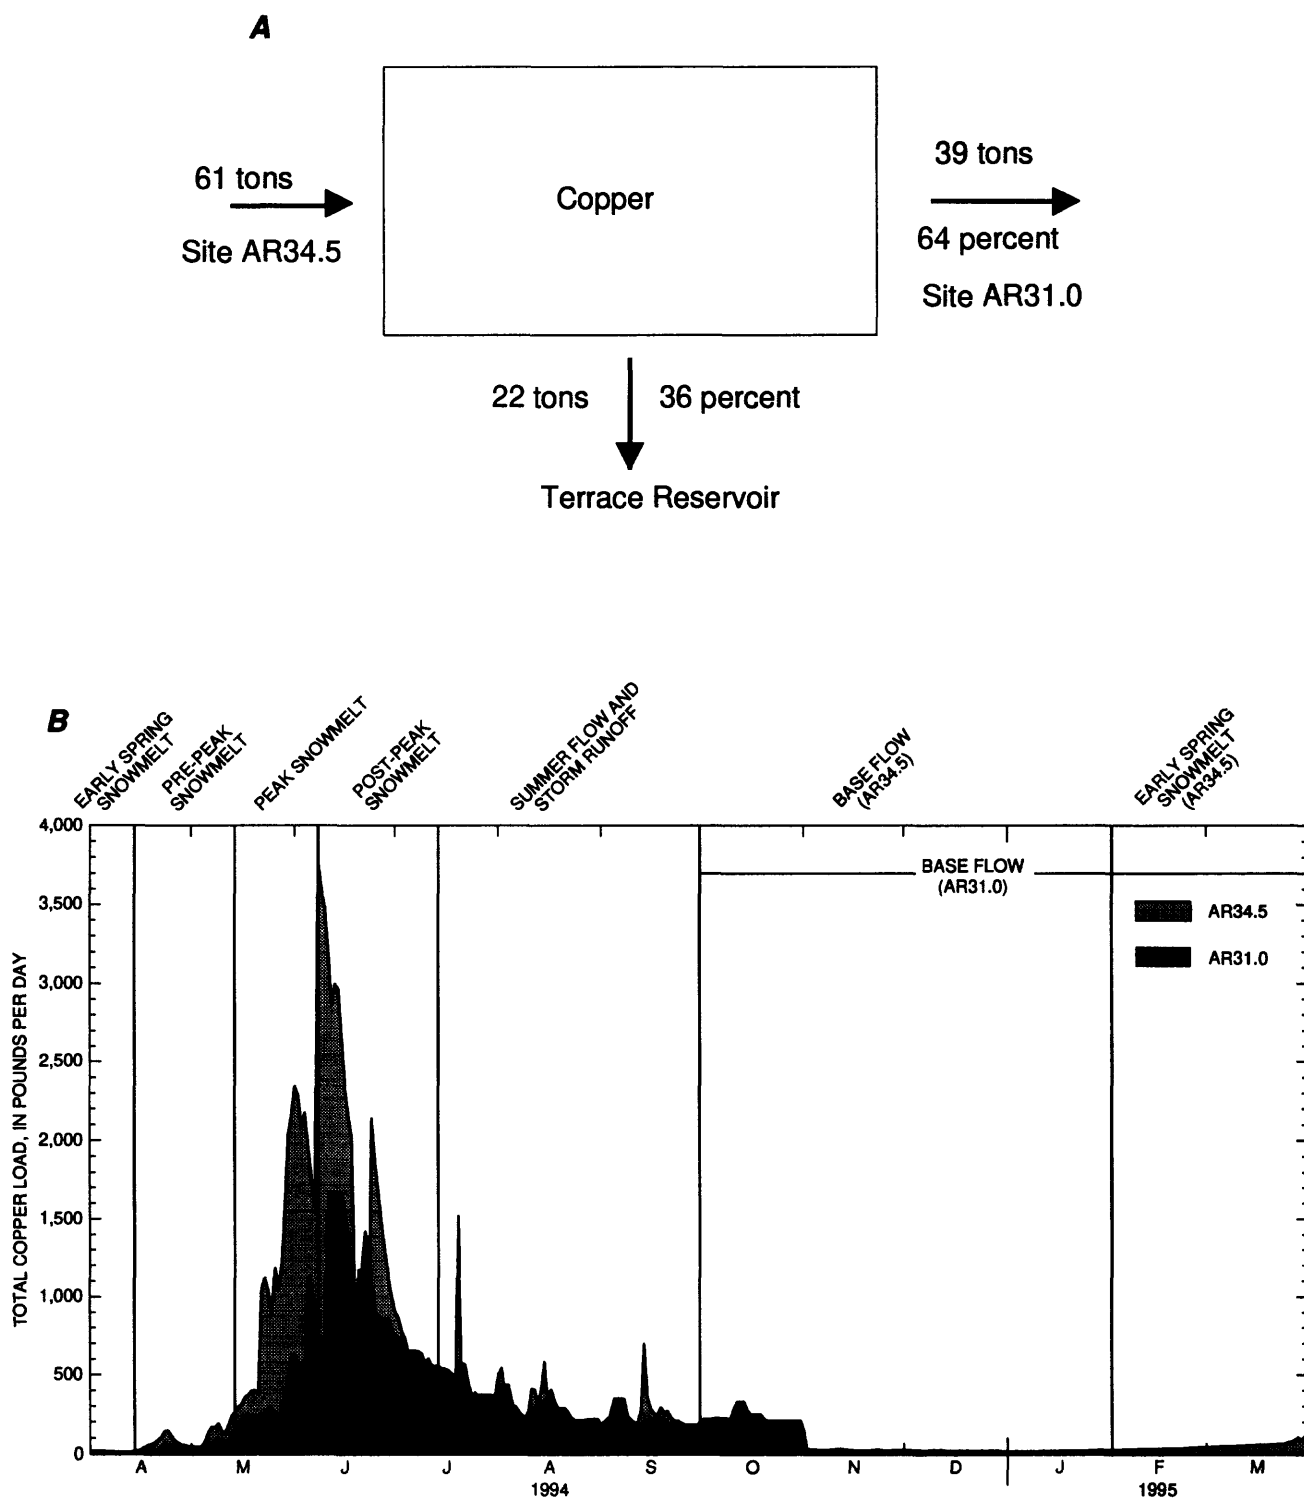 A
61 tons
Site AR34.5
Copper
39 tons
64 percent
Site AR31.0
22 tons
36 percent
Terrace Reservoir
B
EARLY SPRING
SNOWMELT
PRE-PEAK
SNOWMELT
PEAK SNOWMELT
POST-PEAK
SNOWMELT
SUMMER FLOW AND
STORM RUNOFF
BASE FLOW
(AR34.5)
EARLY SPRING
SNOWMELT
(AR34.5)
TOTAL COPPER LOAD, IN POUNDS PER DAY
4,000
3,500
3,000
2,500
2,000
1,500
1,000
500
0
BASE FLOW
(AR31.0)
AR34.5
AR31.0
A M J J A S O N D J F M
1994 1995